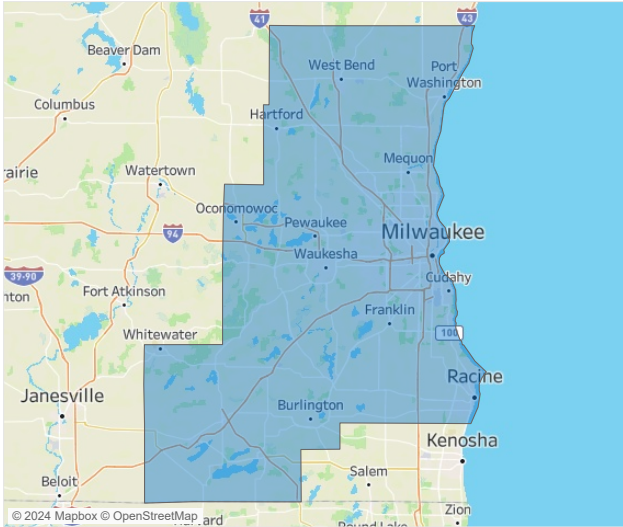 41
43
Beaver Dam
West Bend
Port
Washington
Columbus
Hartford
Mequon
rairie
Watertown
Oconomowoc
Pewaukee
Milwaukee
94
Waukesha
39-90
Cudahy
nton
Fort Atkinson
Franklin
Whitewater
100
Janesville
Racine
Burlington
Kenosha
Salem
Beloit
Zion
© 2024 Mapbox © OpenStreetMap